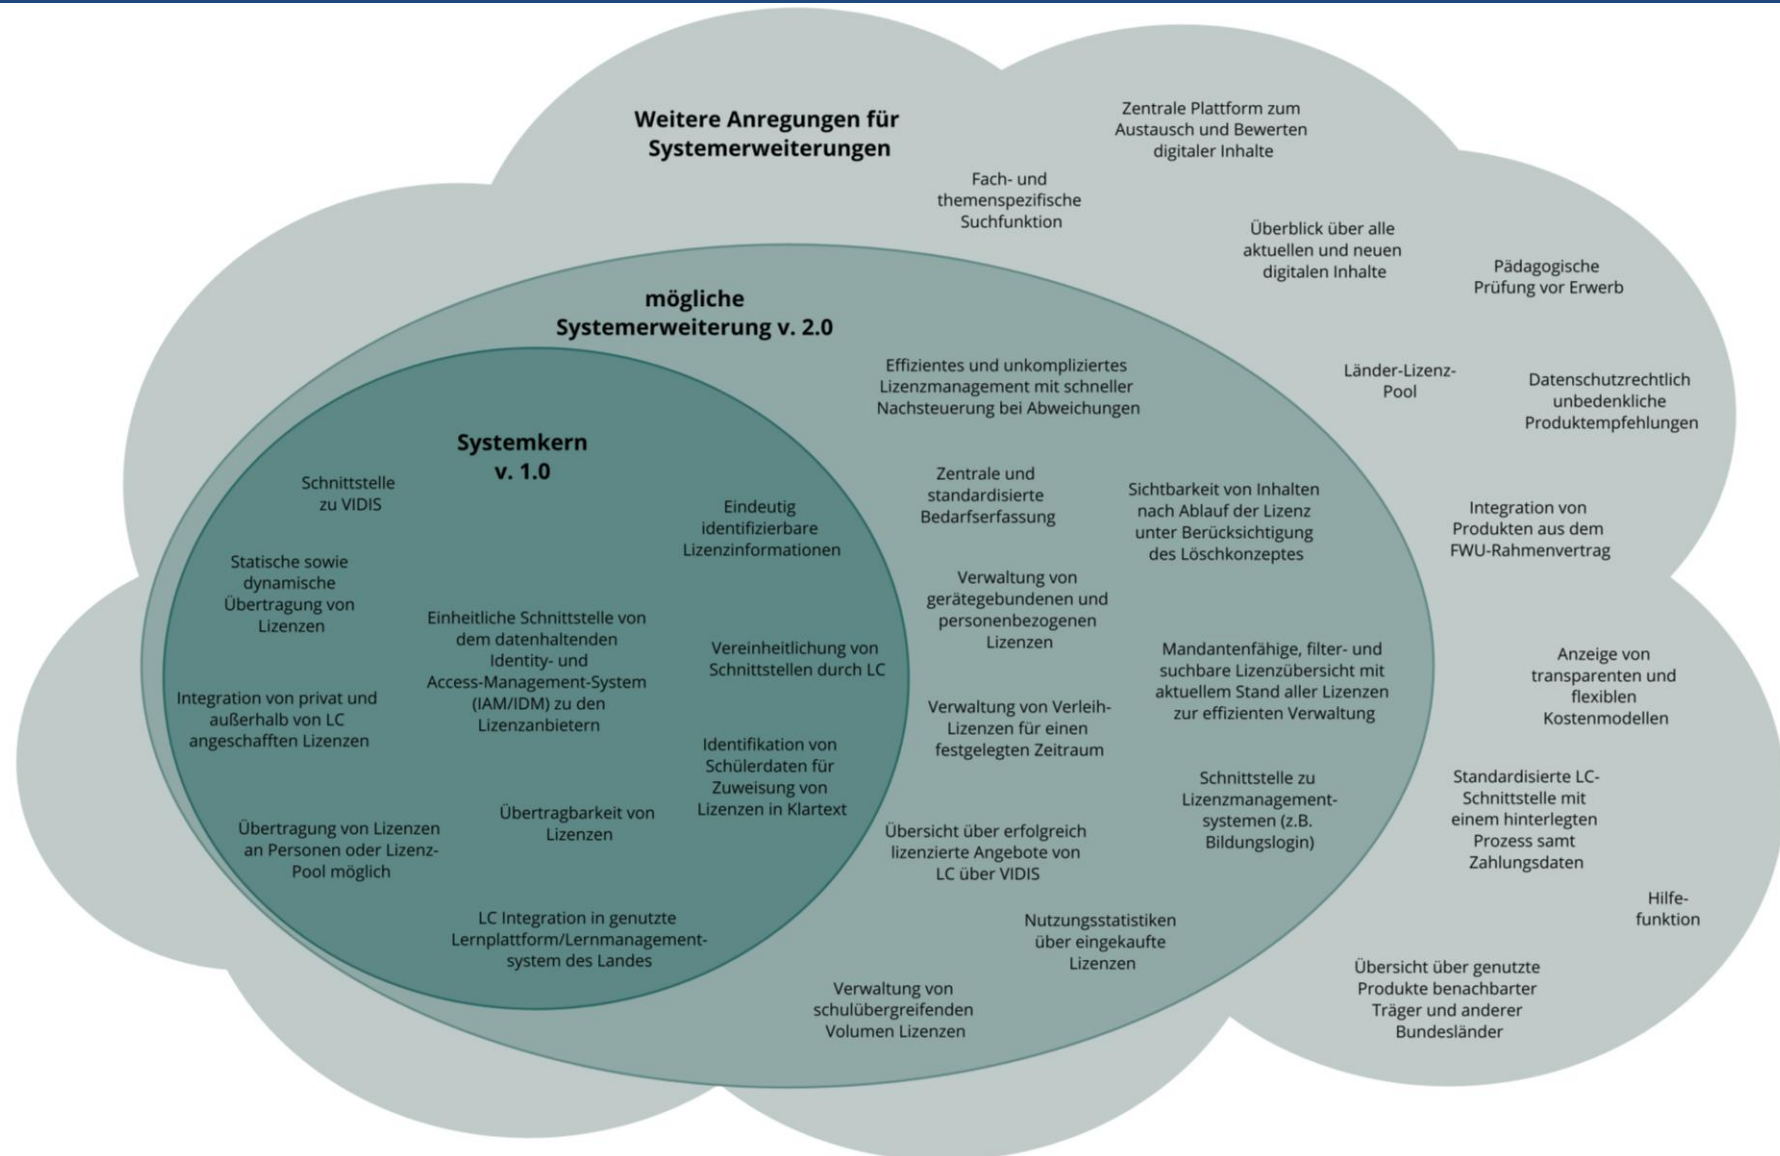 Weitere Anregungen für
Systemerweiterungen
Zentrale Plattform zum
Austausch und Bewerten
digitaler Inhalte
Fach- und
themenspezifische
Suchfunktion
Überblick über alle
aktuellen und neuen
digitalen Inhalte
Pädagogische
Prüfung vor Erwerb
Länder-Lizenz-
Pool
Datenschutzrechtlich
unbedenkliche
Produktempfehlungen
Integration von
Produkten aus dem
FWU-Rahmenvertrag
Anzeige von
transparenten und
flexiblen
Kostenmodellen
Standardisierte LC-
Schnittstelle mit
einem hinterlegten
Prozess samt
Zahlungsdaten
Hilfe-
funktion
Übersicht über genutzte
Produkte benachbarter
Träger und anderer
Bundesländer
mögliche
Systemerweiterung v. 2.0
Effizientes und unkompliziertes
Lizenzmanagement mit schneller
Nachsteuerung bei Abweichungen
Zentrale und
standardisierte
Bedarfserfassung
Sichtbarkeit von Inhalten
nach Ablauf der Lizenz
unter Berücksichtigung
des Löschkonzeptes
Verwaltung von
gerätegebundenen und
personenbezogenen
Lizenzen
Mandantenfähige, filter- und
suchbare Lizenzübersicht mit
aktuellem Stand aller Lizenzen
zur effizienten Verwaltung
Verwaltung von Verleih-
Lizenzen für einen
festgelegten Zeitraum
Schnittstelle zu
Lizenzmanagement-
systemen (z.B.
Bildungslogin)
Übersicht über erfolgreich
lizenzierte Angebote von
LC über VIDIS
Nutzungsstatistiken
über eingekaufte
Lizenzen
Verwaltung von
schulübergreifenden
Volumen Lizenzen
Systemkern
v. 1.0
Schnittstelle
zu VIDIS
Eindeutig
identifizierbare
Lizenzinformationen
Statische sowie
dynamische
Übertragung von
Lizenzen
Einheitliche Schnittstelle von
dem datenhaltenden
Identity- und
Access-Management-System
(IAM/IDM) zu den
Lizenzanbietern
Vereinheitlichung von
Schnittstellen durch LC
Integration von privat und
außerhalb von LC
angeschafften Lizenzen
Identifikation von
Schülerdaten für
Zuweisung von
Lizenzen in Klartext
Übertragbarkeit von
Lizenzen
Übertragung von Lizenzen
an Personen oder Lizenz-
Pool möglich
LC Integration in genutzte
Lernplattform/Lernmanagement-
system des Landes